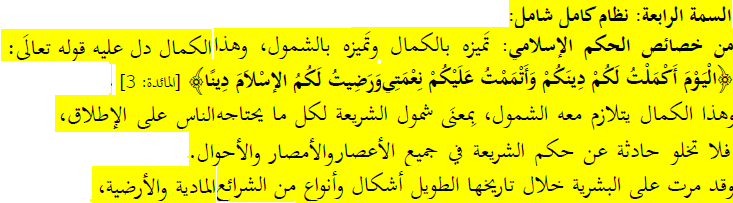 السمة الرابعة: نظام كامل شامل:
من خصائص الحكم الإسلامي: تميزه بالكمال وتميزه بالشمول، وهذا الكمال دل عليه قوله تعالَى:
﴿الْيَوْمَ أَكْمَلْتُ لَكُمْ دِينَكُمْ وَأَتْمَمْتُ عَلَيْكُمْ نِعْمَتِي وَرَضِيتُ لَكُمُ الإِسْلاَمَ دِينًا﴾ [المائدة: 3] .
وهذا الكمال يتلازم معه الشمول، بِمعنَى شمول الشريعة لكل ما يحتاجه الناس على الإطلاق،
فلا تخلو حادثة عن حكم الشريعة في جميع الأعصار والأمصار والأحوال.
وقد مرت على البشرية خلال تاريخها الطويل أشكال وأنواع من الشرائع المادية والأرضية،